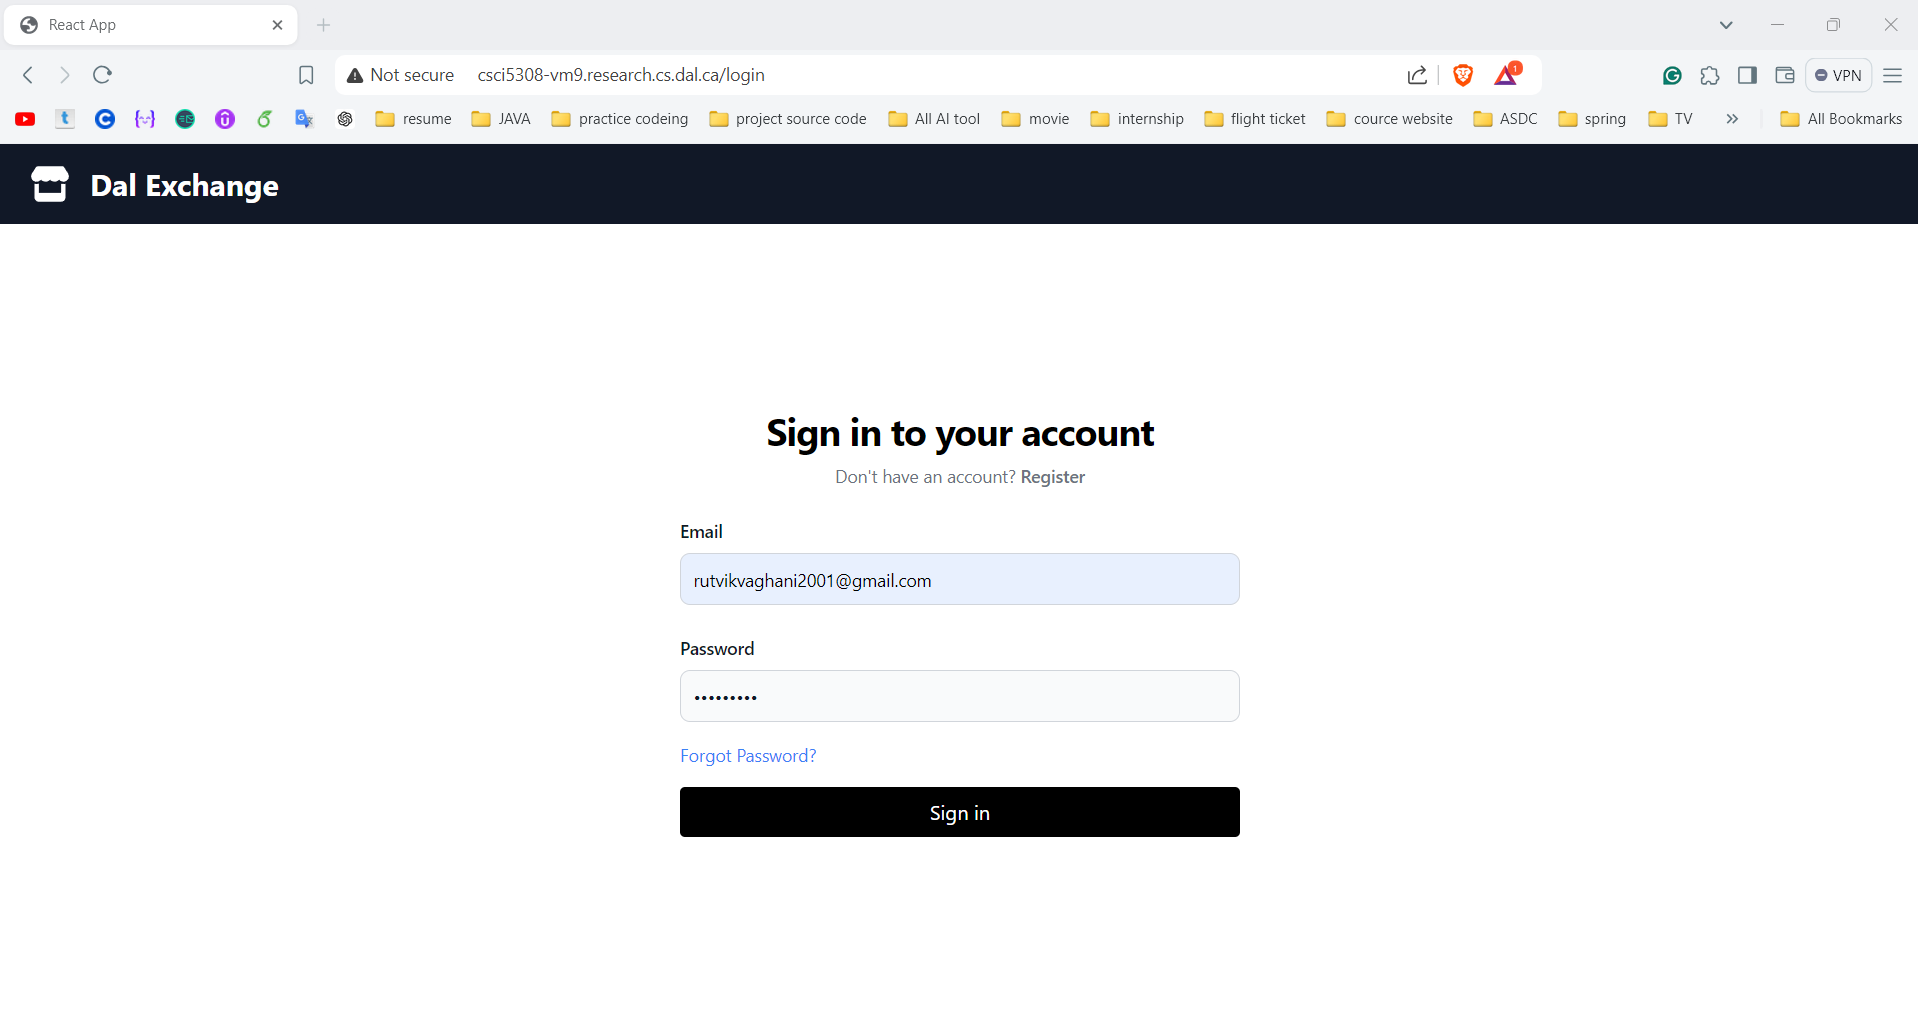 React App
Not secure csci5308-vm9.research.cs.dal.ca/login
1
VPN
resume JAVA practice codeing project source code All AI tool movie internship flight ticket cource website ASDC spring TV All Bookmarks
Dal Exchange
Sign in to your account
Don't have an account? Register
Email
rutvikvaghani2001@gmail.com
Password
•••••••••
Forgot Password?
Sign in